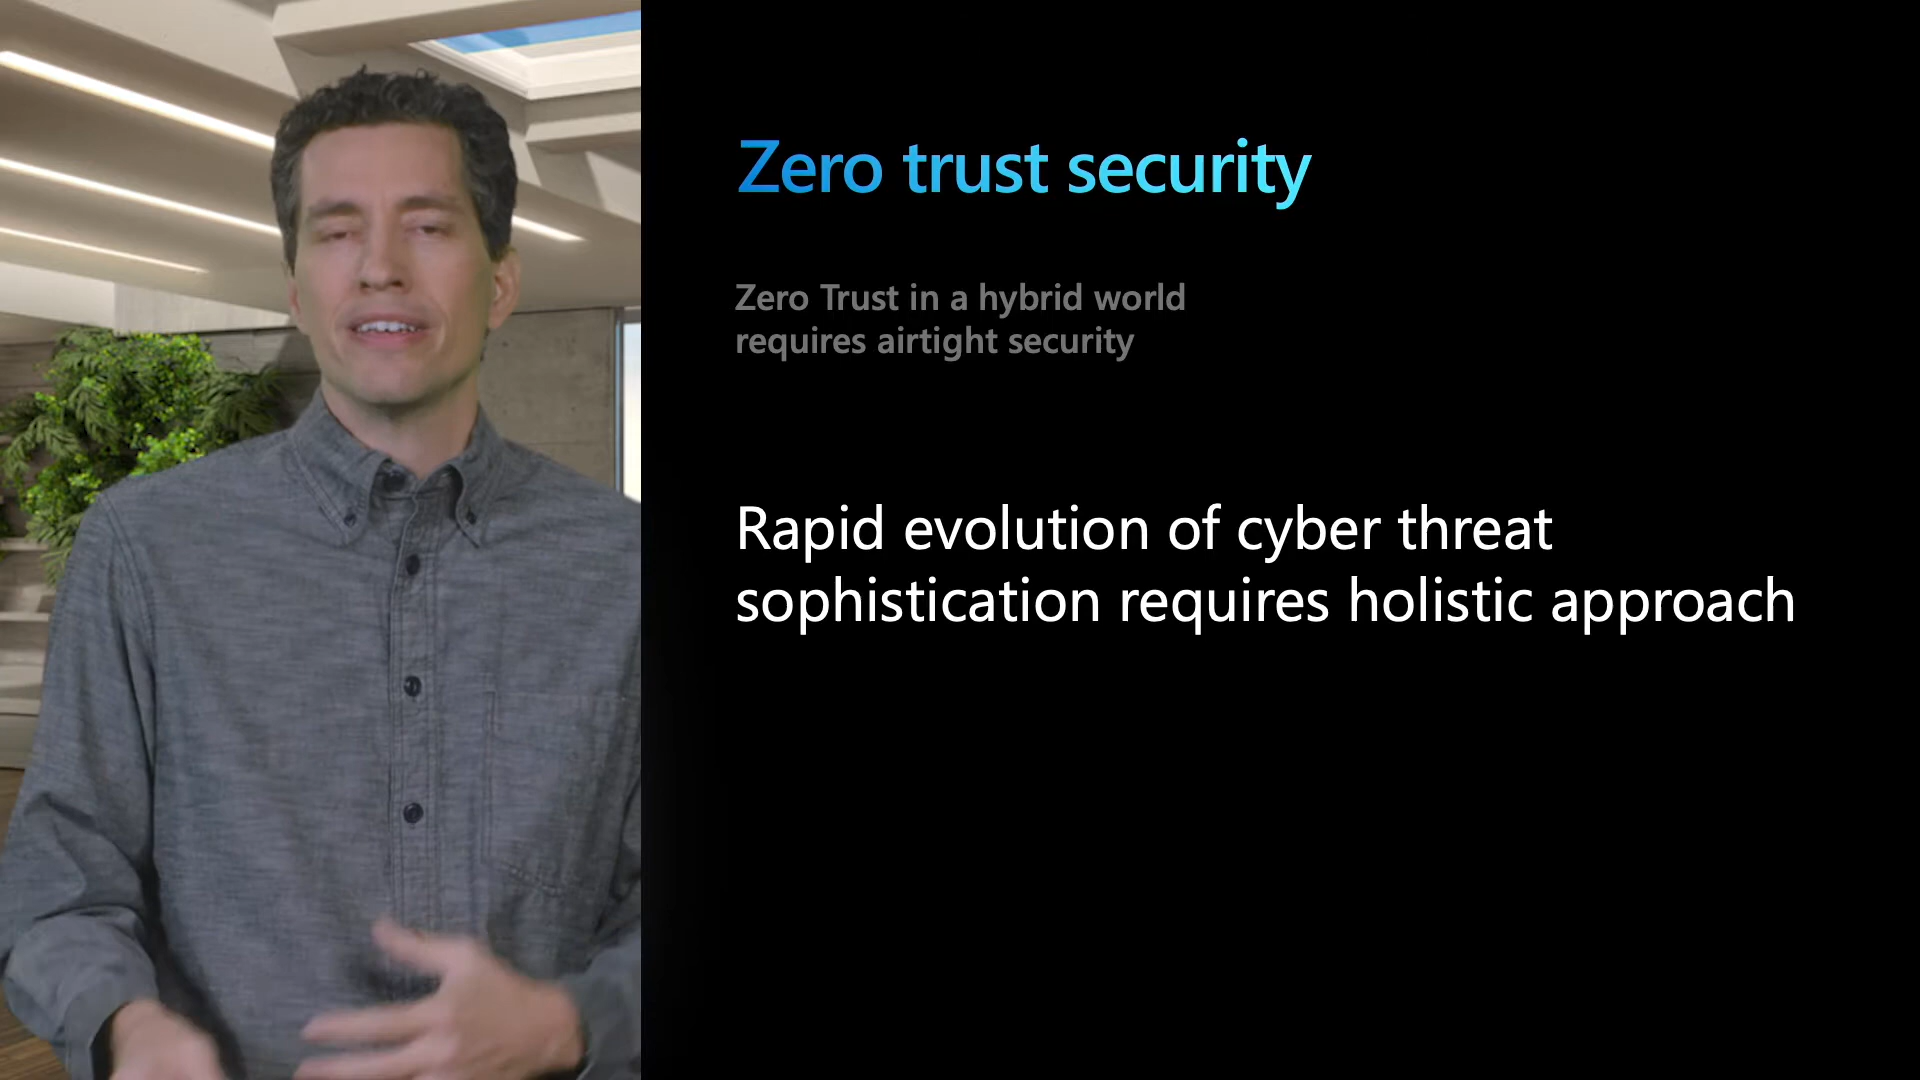 Zero trust security
Zero Trust in a hybrid world
requires airtight security
Rapid evolution of cyber threat
sophistication requires holistic approach